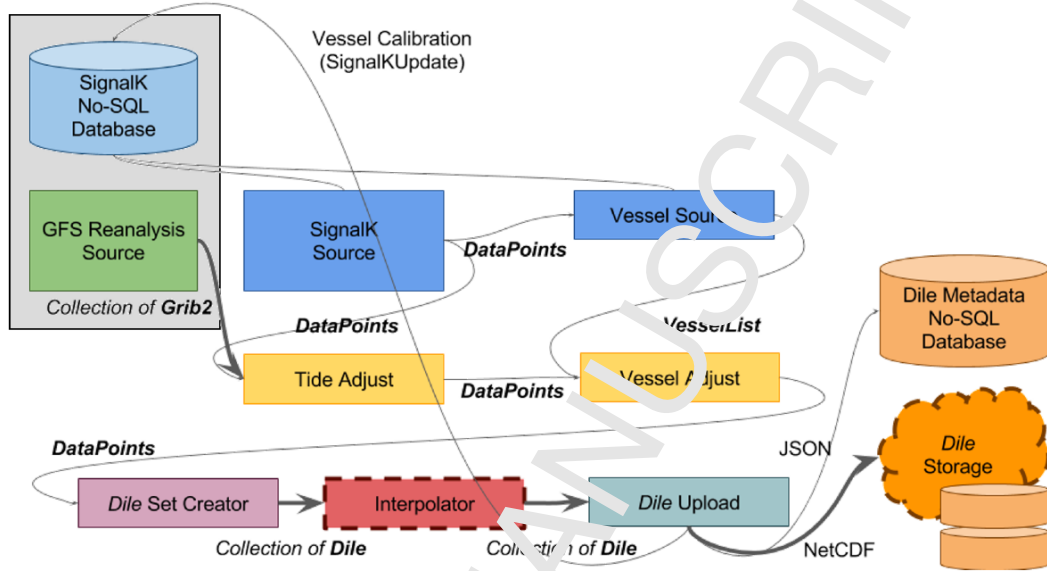 Vessel Calibration
(SignalKUpdate)
SignalK
No-SQL
Database
GFS Reanalysis
Source
Collection of Grib2
SignalK
Source
DataPoints
Vessel Source
DataPoints
VesselList
Dile Metadata
No-SQL
Database
Tide Adjust
DataPoints
Vessel Adjust
DataPoints
JSON
Dile
Storage
Dile Set Creator
Interpolator
Dile Upload
Collection of Dile
Collection of Dile
NetCDF
ANUSCRI